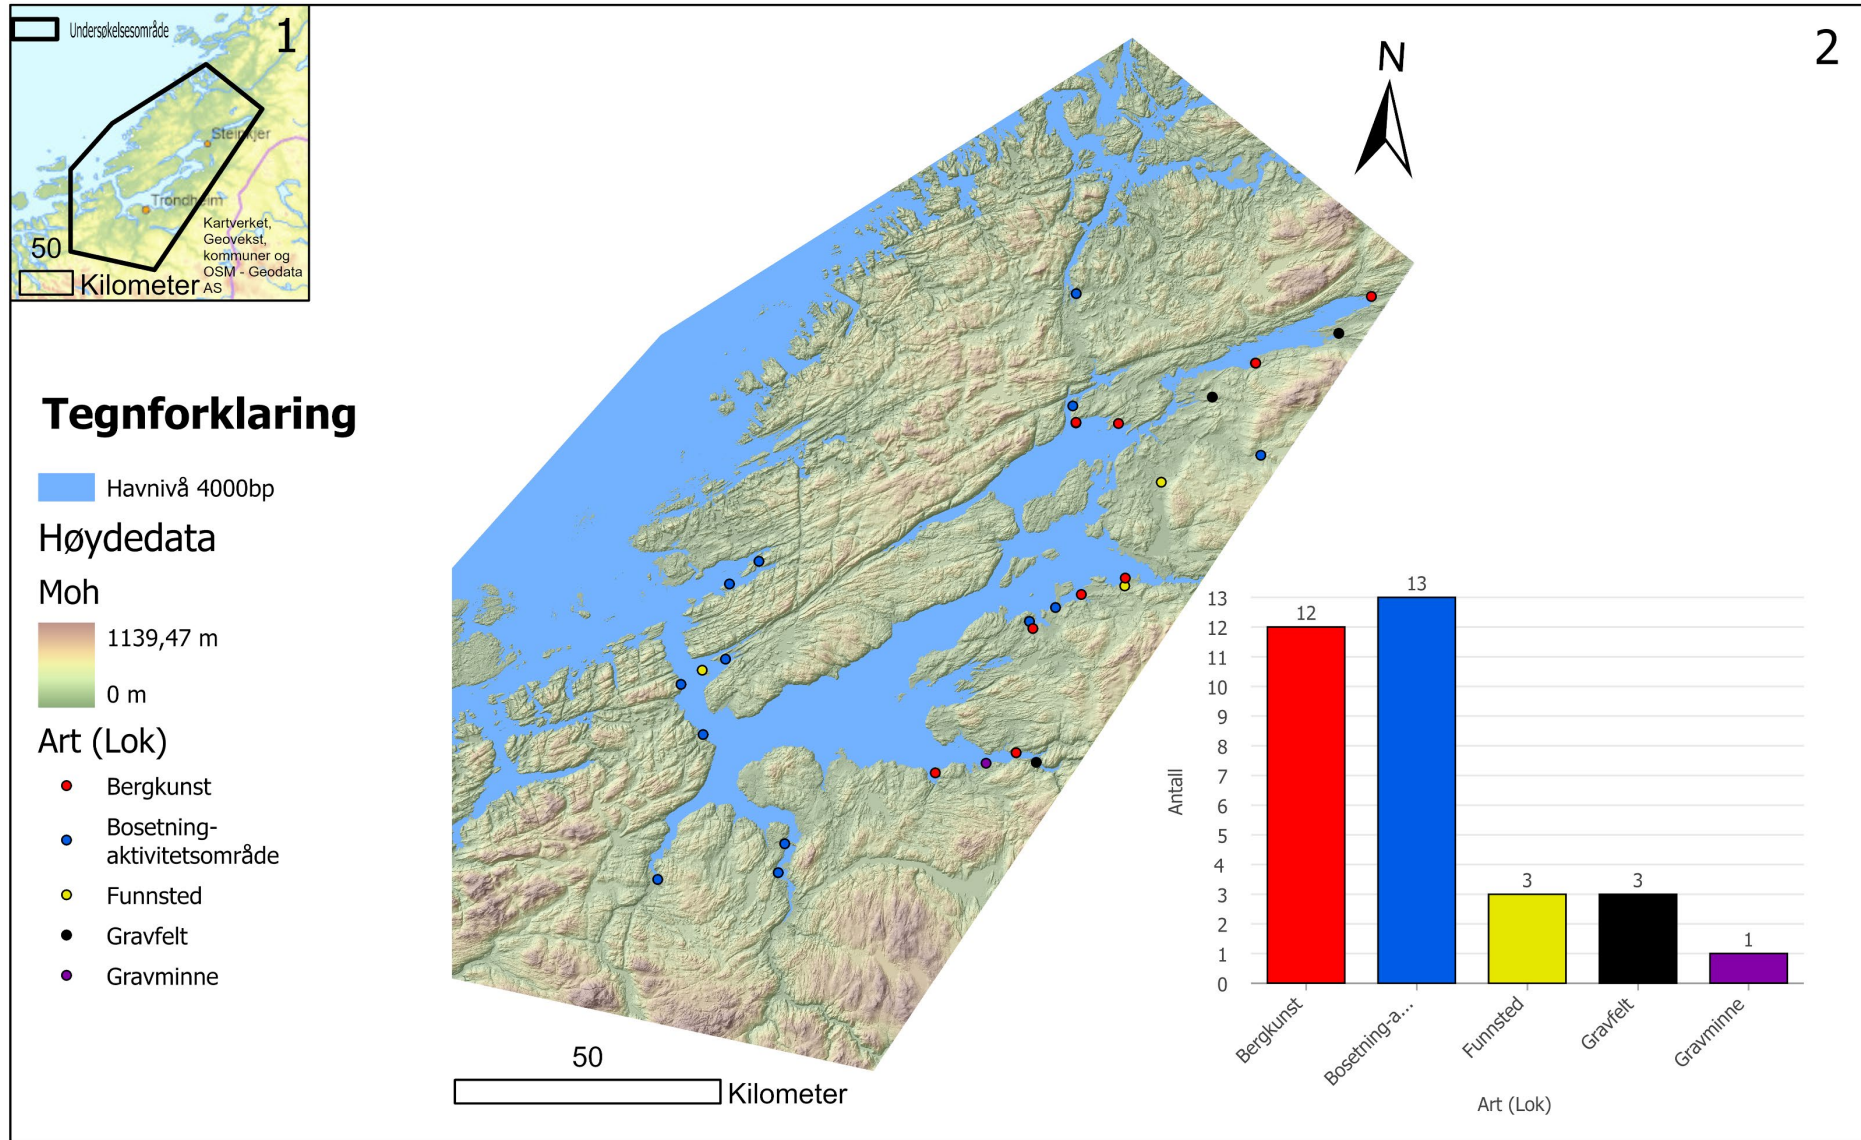 Undersøkelsesområde
1
Steinkjer
Trondheim
Kartverket,
Geovekst,
kommuner og
OSM - Geodata
AS
50
Kilometer
2
N
Tegnforklaring
Havnivå 4000bp
Høydedata
Moh
1139,47 m
0 m
Art (Lok)
Bergkunst
Bosetning-
aktivitetsområde
Funnsted
Gravfelt
Gravminne
50
Kilometer
Antall
13
12
11
10
9
8
7
6
5
4
3
2
1
0
12
13
3
3
1
Bergkunst
Bosetning-a...
Funnsted
Gravfelt
Gravminne
Art (Lok)